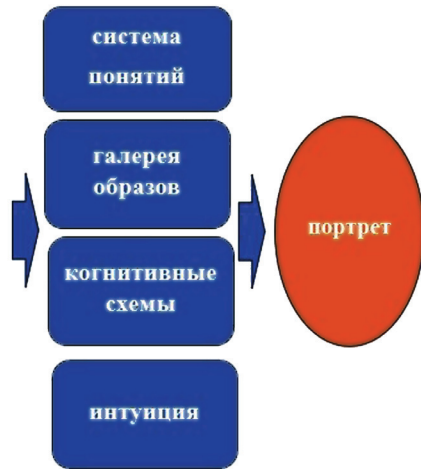 система
понятий
галерея
образов
когнитивные
схемы
интуиция
портрет